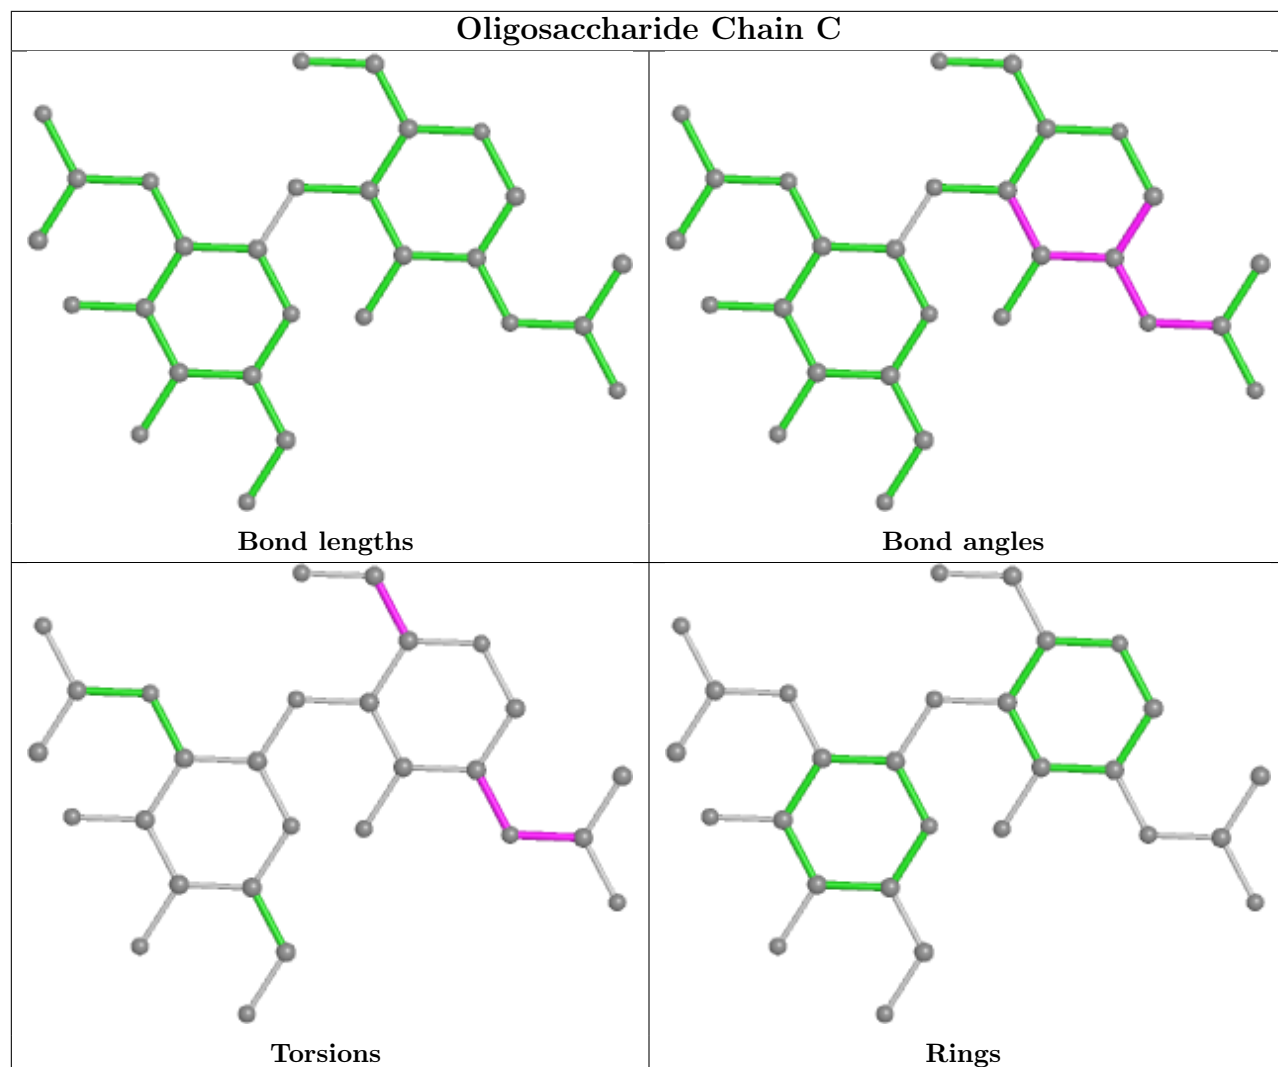 Oligosaccharide Chain C
Bond lengths
Bond angles
Torsions
Rings